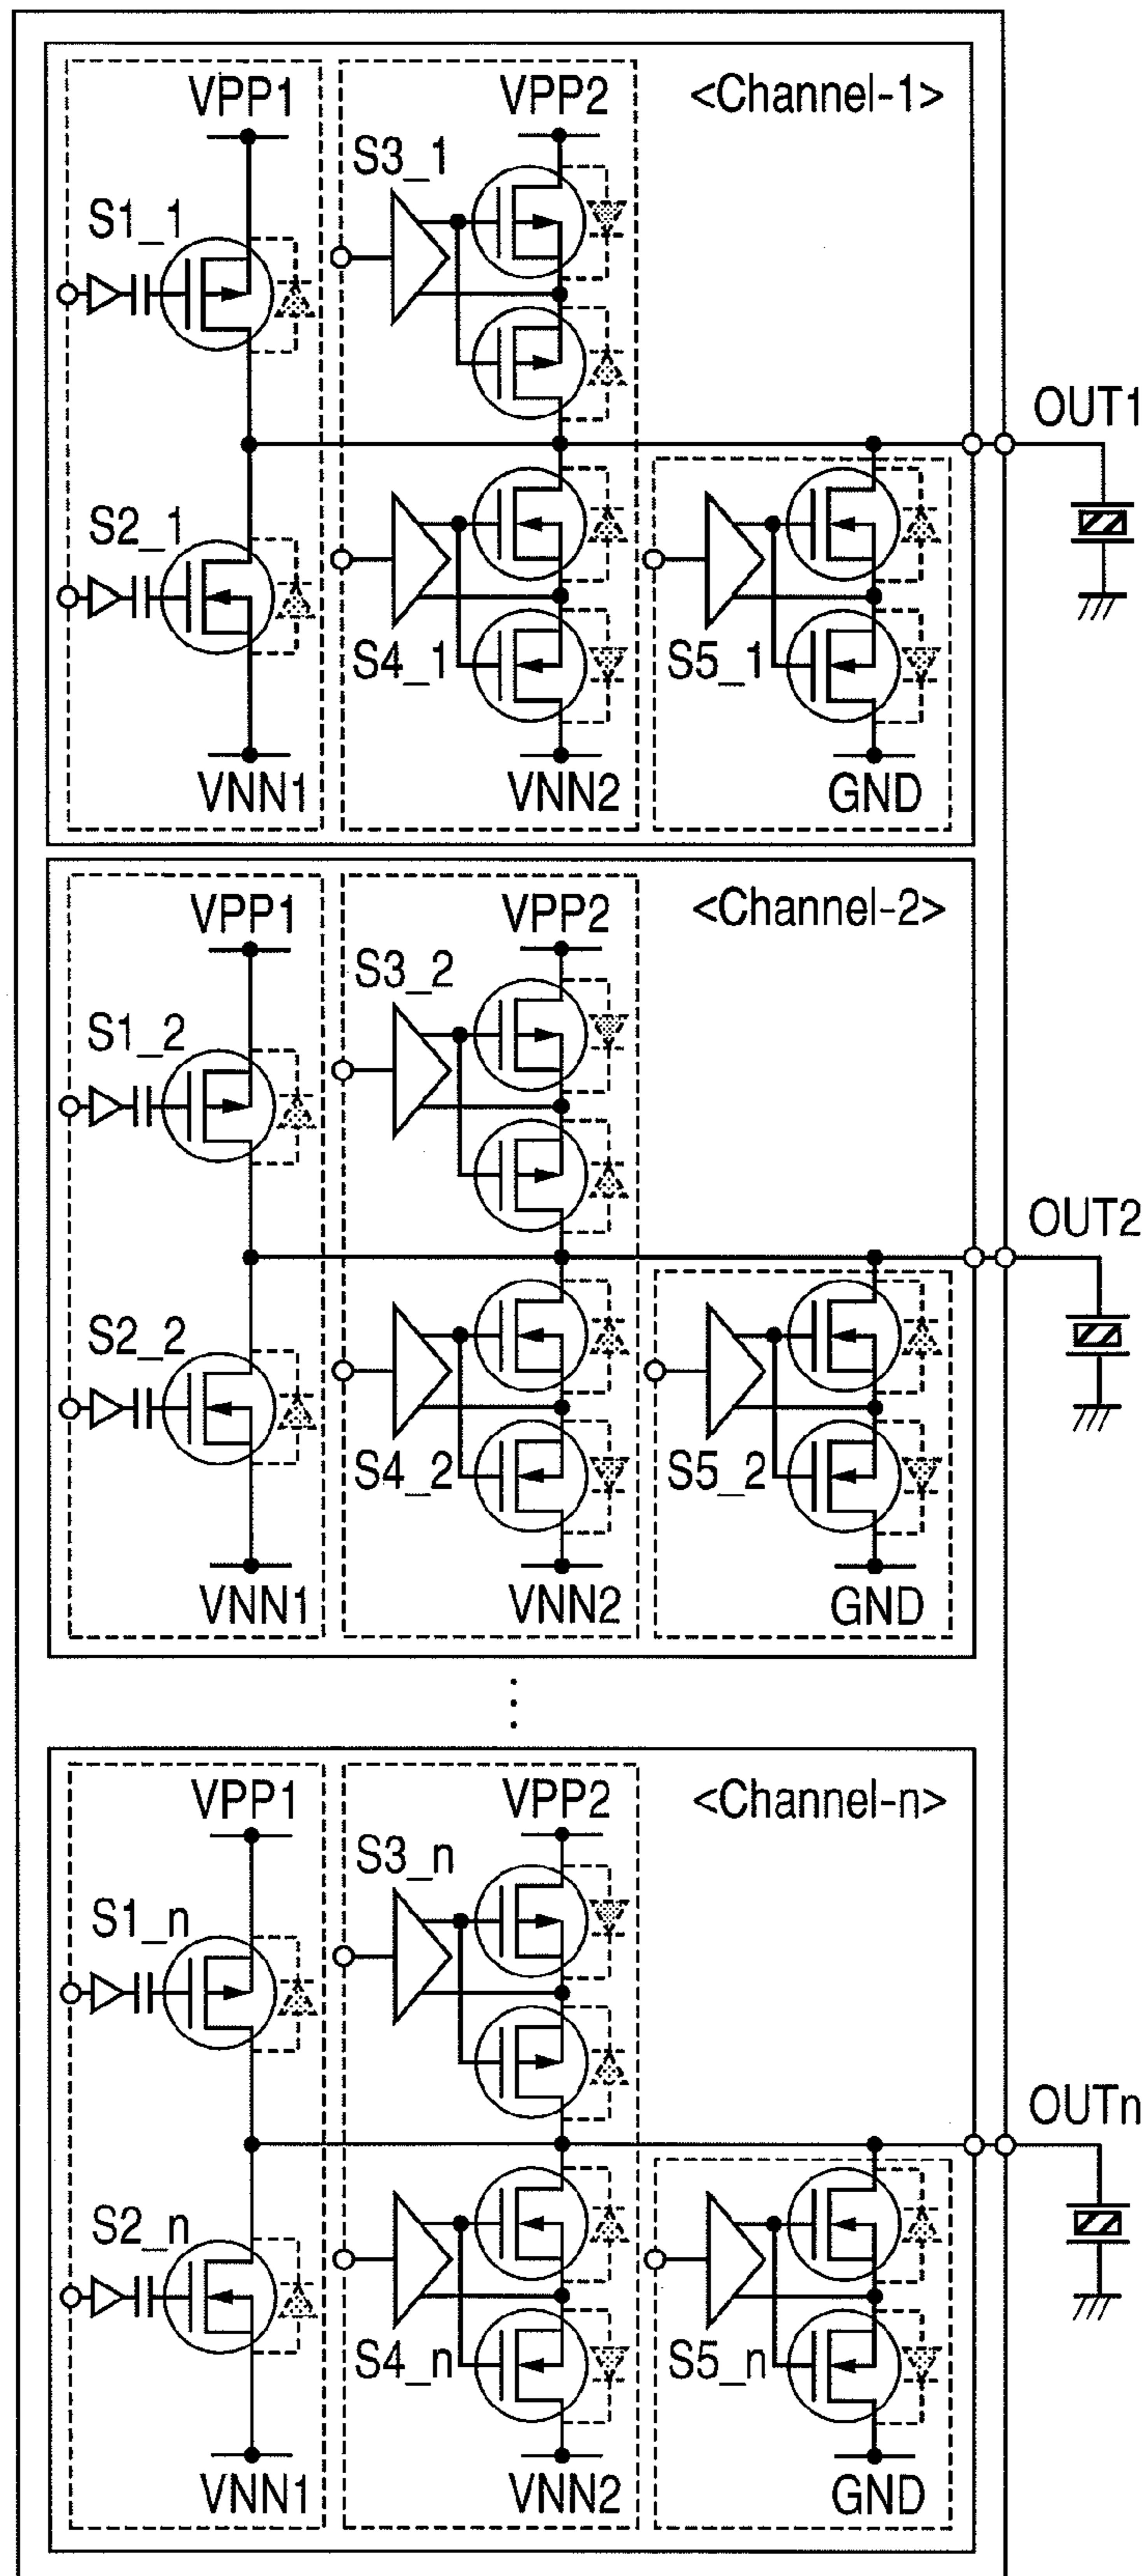 VPP1
VPP2
<Channel-1>
S3_1
S1_1
OUT1
S2_1
S4_1
S5_1
VNN1
VNN2
GND
VPP1
VPP2
<Channel-2>
S3_2
S1_2
OUT2
S2_2
S4_2
S5_2
VNN1
VNN2
GND
VPP1
VPP2
<Channel-n>
S3_n
S1_n
OUTn
S2_n
S4_n
S5_n
VNN1
VNN2
GND